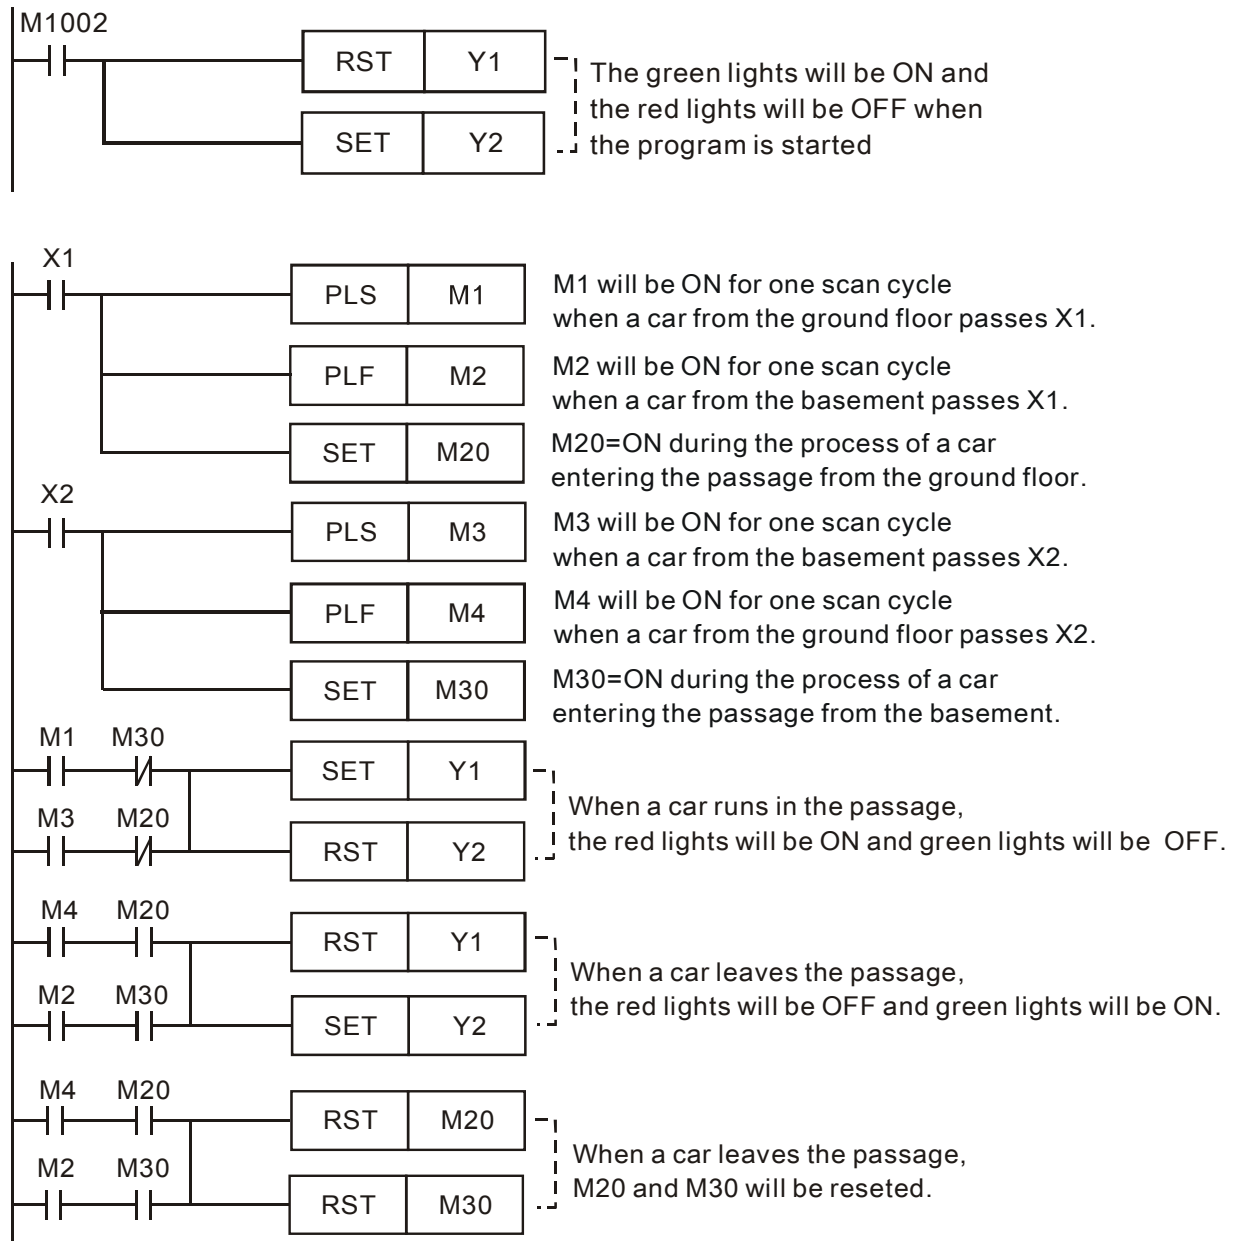 M1002
RST Y1
The green lights will be ON and
the red lights will be OFF when
SET Y2
the program is started
X1
PLS M1
M1 will be ON for one scan cycle
when a car from the ground floor passes X1.
PLF M2
M2 will be ON for one scan cycle
when a car from the basement passes X1.
SET M20
M20=ON during the process of a car
entering the passage from the ground floor.
X2
PLS M3
M3 will be ON for one scan cycle
when a car from the basement passes X2.
PLF M4
M4 will be ON for one scan cycle
when a car from the ground floor passes X2.
SET M30
M30=ON during the process of a car
entering the passage from the basement.
M1 M30
SET Y1
When a car runs in the passage,
M3 M20
the red lights will be ON and green lights will be OFF.
RST Y2
M4 M20
RST Y1
When a car leaves the passage,
M2 M30
the red lights will be OFF and green lights will be ON.
SET Y2
M4 M20
RST M20
When a car leaves the passage,
M2 M30
M20 and M30 will be reseted.
RST M30